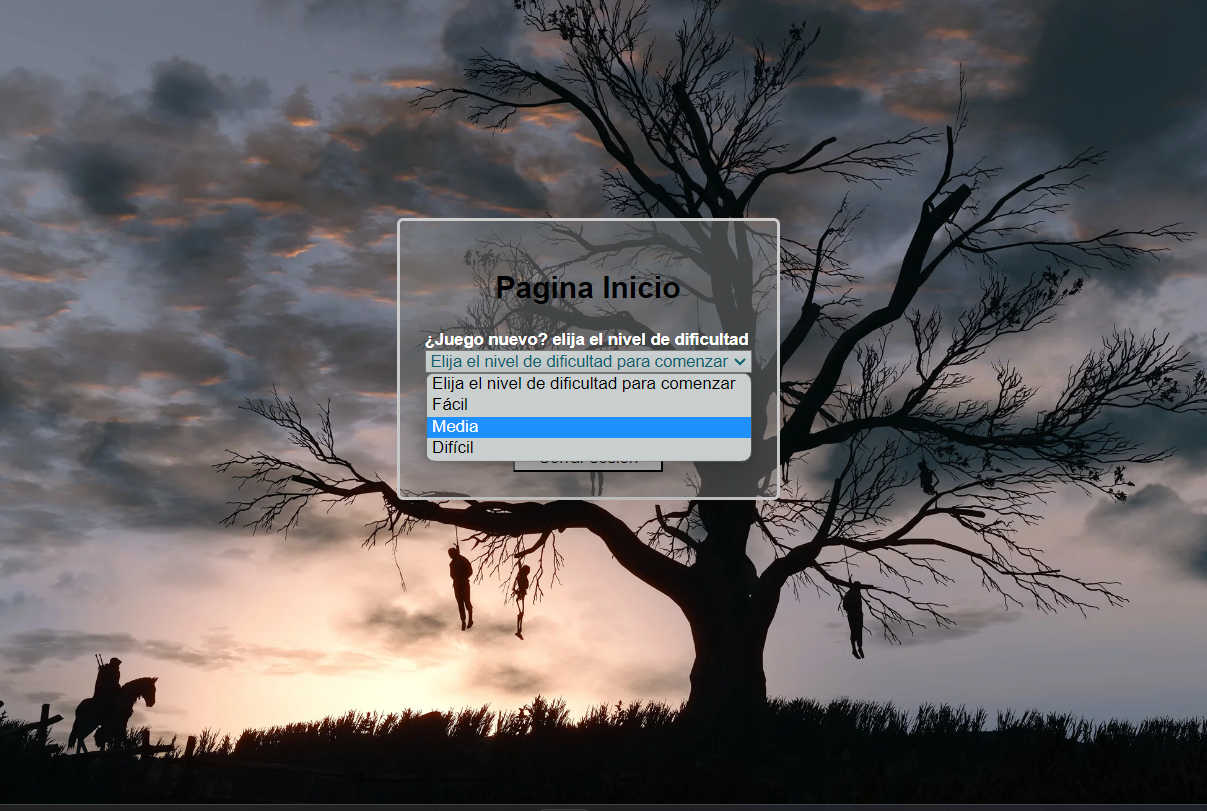 Pagina Inicio
¿Juego nuevo? elija el nivel de dificultad
Elija el nivel de dificultad para comenzar
Elija el nivel de dificultad para comenzar
Fácil
Media
Difícil